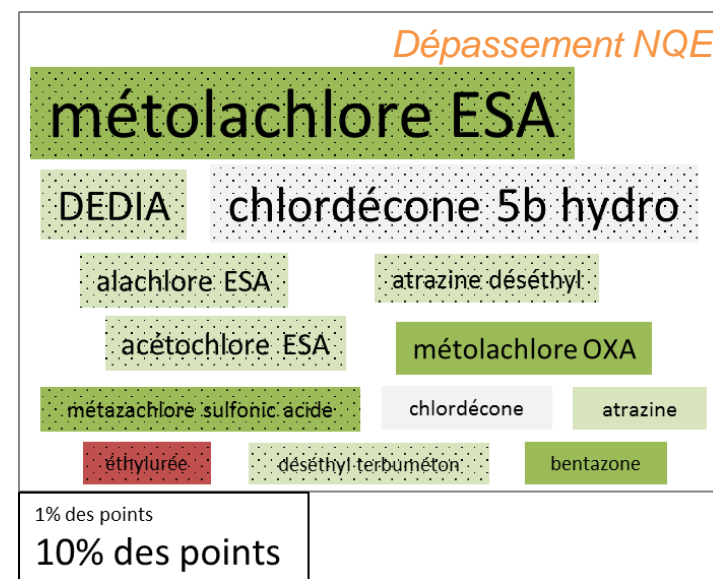 Dépassement NQE
métolachlore ESA
DEDIA chlordécone 5b hydro
alachlore ESA atrazine déséthyl
acétochlore ESA métolachlore OXA
métazachlore sulfonic acide chlordécone atrazine
éthylurée déséthyl terbuméton bentazone
1% des points
10% des points